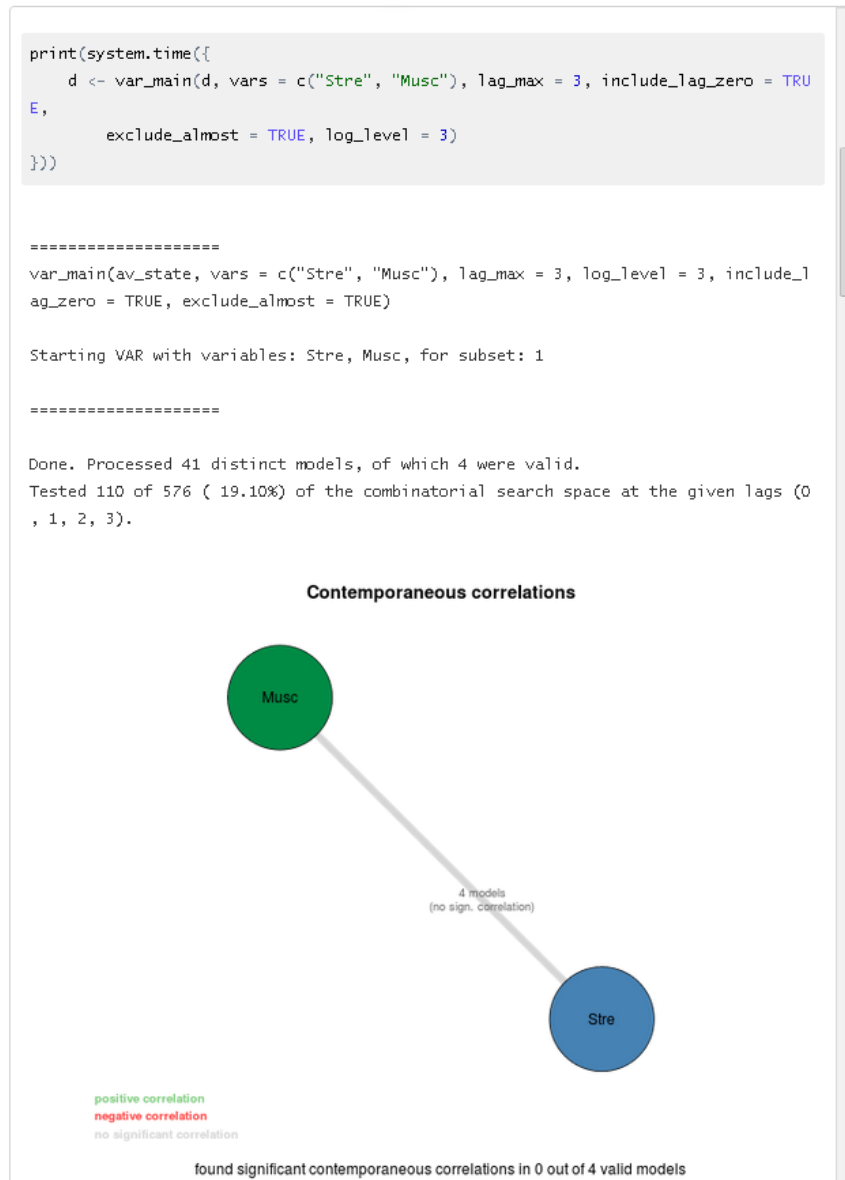 print(system.time({
    d <- var_main(d, vars = c("Stre", "Musc"), lag_max = 3, include_lag_zero = TRU
E,
        exclude_almost = TRUE, log_level = 3)
}))
====================
var_main(av_state, vars = c("Stre", "Musc"), lag_max = 3, log_level = 3, include_l
ag_zero = TRUE, exclude_almost = TRUE)
Starting VAR with variables: Stre, Musc, for subset: 1
====================
Done. Processed 41 distinct models, of which 4 were valid.
Tested 110 of 576 ( 19.10%) of the combinatorial search space at the given lags (0
, 1, 2, 3).
Contemporaneous correlations
Musc
4 models
(no sign. correlation)
Stre
positive correlation
negative correlation
no significant correlation
found significant contemporaneous correlations in 0 out of 4 valid models